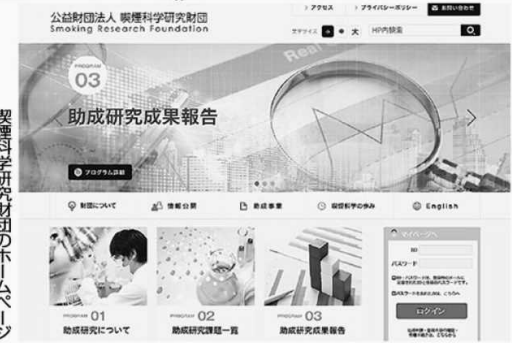 公益財団法人 喫煙科学研究財団
Smoking Research Foundation
アクセス
プライバシーポリシー
お問い合わせ
文字サイズ 小 中 大
HP内検索
PROGRAM
03
助成研究成果報告
プログラム詳細
財団について
情報公開
助成事業
喫煙科学の歩み
English
PROGRAM 01
助成研究について
PROGRAM 02
助成研究課題一覧
PROGRAM 03
助成研究成果報告
マイページへ
ID
パスワード
ログイン
喫煙科学研究財団のホームページ